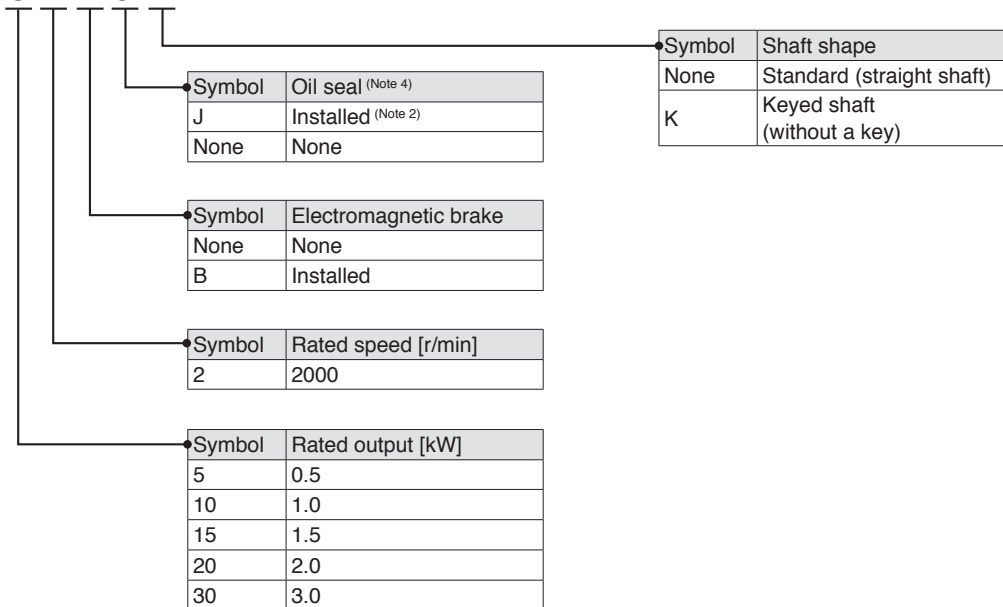 Symbol Shaft shape
None Standard (straight shaft)
K Keyed shaft
(without a key)
Symbol Oil seal (Note 4)
J Installed (Note 2)
None None
Symbol Electromagnetic brake
None None
B Installed
Symbol Rated speed [r/min]
2 2000
Symbol Rated output [kW]
5 0.5
10 1.0
15 1.5
20 2.0
30 3.0